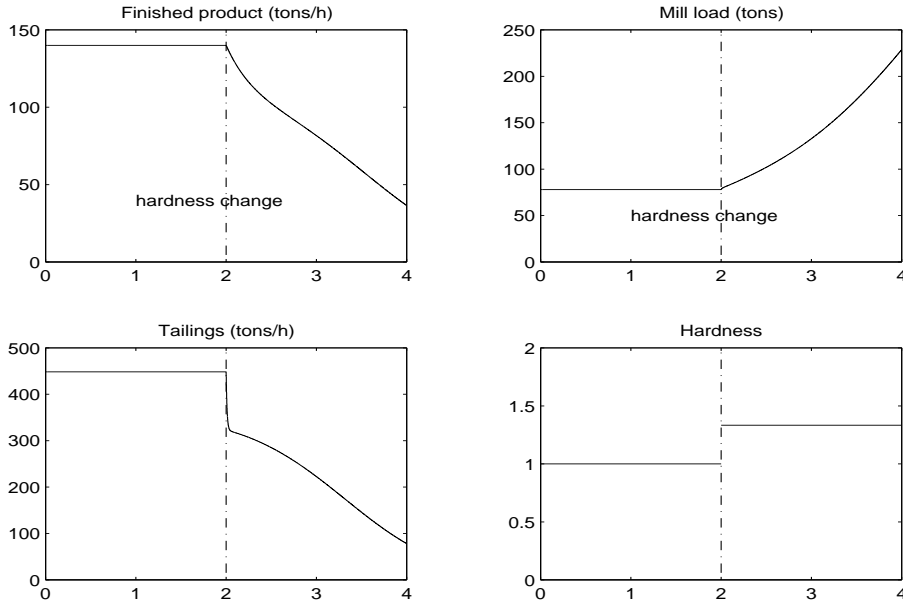 Finished product (tons/h)
150
100
50
0
hardness change
0 1 2 3 4
Mill load (tons)
250
200
150
100
50
0
hardness change
0 1 2 3 4
Tailings (tons/h)
500
400
300
200
100
0
0 1 2 3 4
Hardness
2
1.5
1
0.5
0
0 1 2 3 4